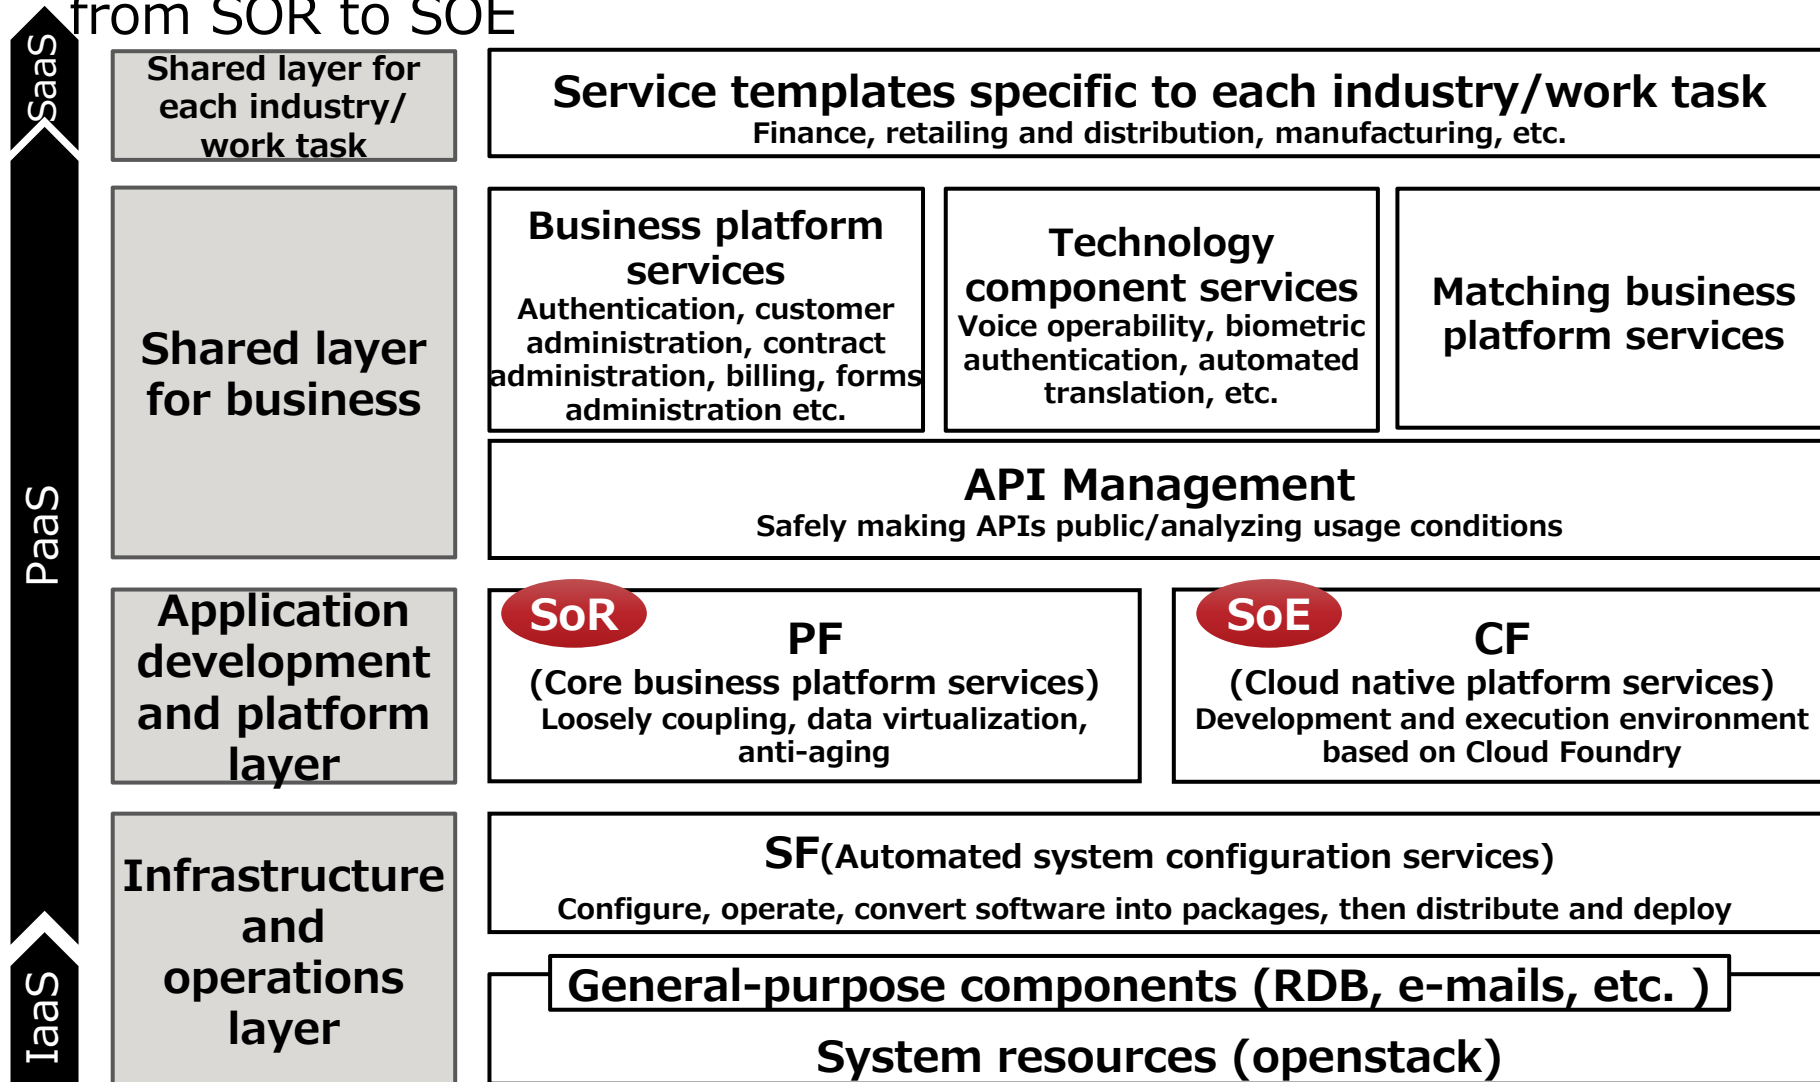 from SOR to SOE
SaaS
Shared layer for
each industry/
work task
Service templates specific to each industry/work task
Finance, retailing and distribution, manufacturing, etc.
PaaS
Shared layer
for business
Business platform
services
Authentication, customer
administration, contract
administration, billing, forms
administration etc.
Technology
component services
Voice operability, biometric
authentication, automated
translation, etc.
Matching business
platform services
API Management
Safely making APIs public/analyzing usage conditions
Application
development
and platform
layer
SoR
PF
(Core business platform services)
Loosely coupling, data virtualization,
anti-aging
SoE
CF
(Cloud native platform services)
Development and execution environment
based on Cloud Foundry
IaaS
Infrastructure
and
operations
layer
SF(Automated system configuration services)
Configure, operate, convert software into packages, then distribute and deploy
General-purpose components (RDB, e-mails, etc. )
System resources (openstack)